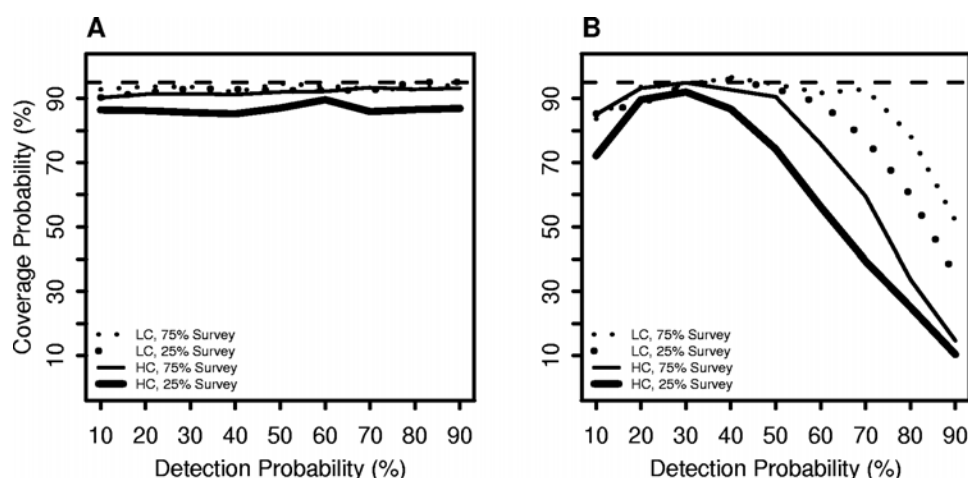 A
B
Coverage Probability (%)
90
70
50
30
10
LC, 75% Survey
LC, 25% Survey
HC, 75% Survey
HC, 25% Survey
10 20 30 40 50 60 70 80 90
Detection Probability (%)
90
70
50
30
10
LC, 75% Survey
LC, 25% Survey
HC, 75% Survey
HC, 25% Survey
10 20 30 40 50 60 70 80 90
Detection Probability (%)